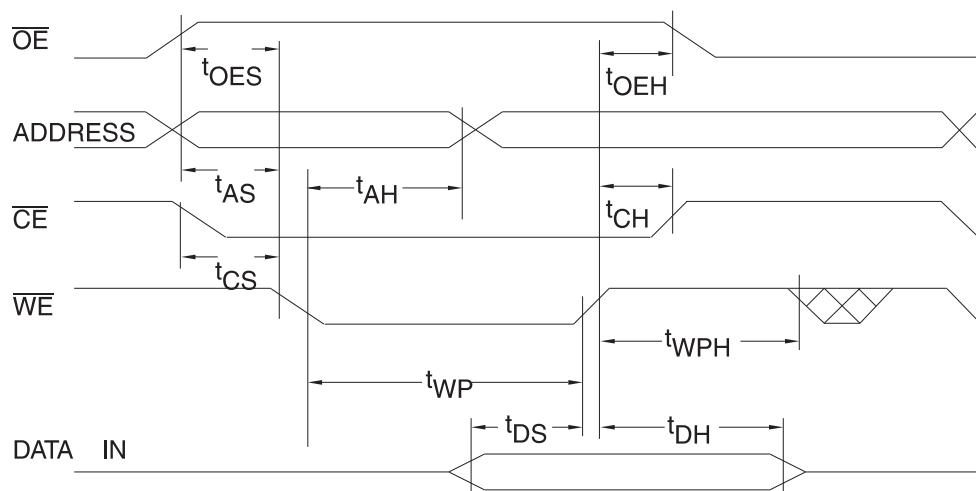 OE
tOES
tOEH
ADDRESS
tAS
tAH
tCH
CE
tCS
WE
tWPH
tWP
tDS
tDH
DATA IN